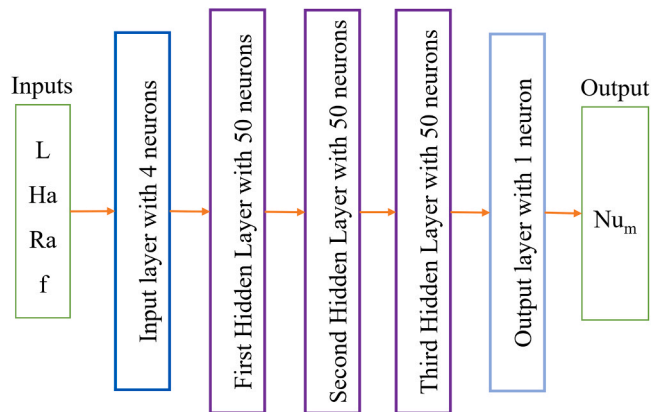 Inputs
L
Ha
Ra
f
Input layer with 4 neurons
First Hidden Layer with 50 neurons
Second Hidden Layer with 50 neurons
Third Hidden Layer with 50 neurons
Output layer with 1 neuron
Output
Nuₘ